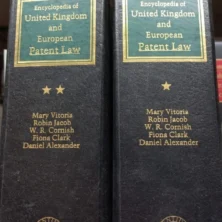 Encyclopedia of
United Kingdom
and
European
Patent Law
Mary Vitoria
Robin Jacob
W. R. Cornish
Fiona Clark
Daniel Alexander
Encyclopedia of
United Kingdom
and
European
Patent Law
Mary Vitoria
Robin Jacob
W. R. Cornish
Fiona Clark
Daniel Alexander